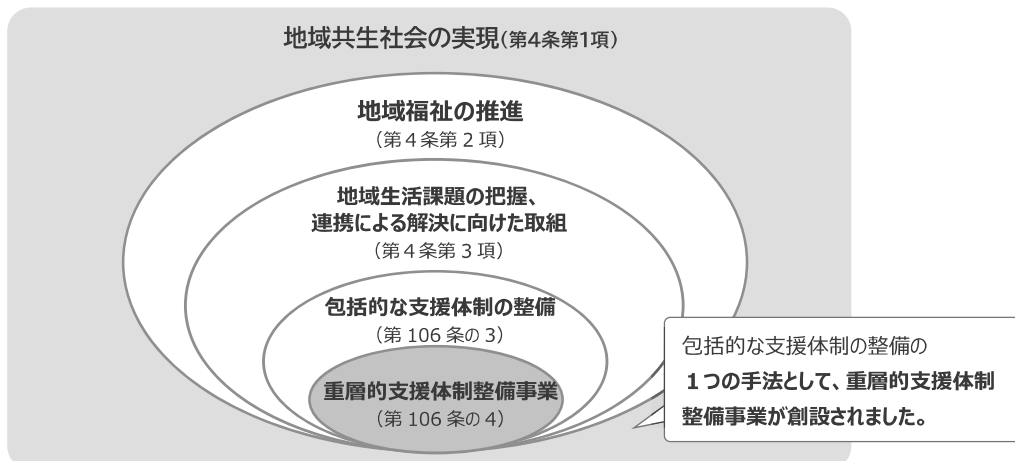 地域共生社会の実現(第4条第1項)
地域福祉の推進
(第4条第2項)
地域生活課題の把握、
連携による解決に向けた取組
(第4条第3項)
包括的な支援体制の整備
(第 106 条の 3)
重層的支援体制整備事業
(第 106 条の 4)
包括的な支援体制の整備の
1つの手法として、重層的支援体制
整備事業が創設されました。